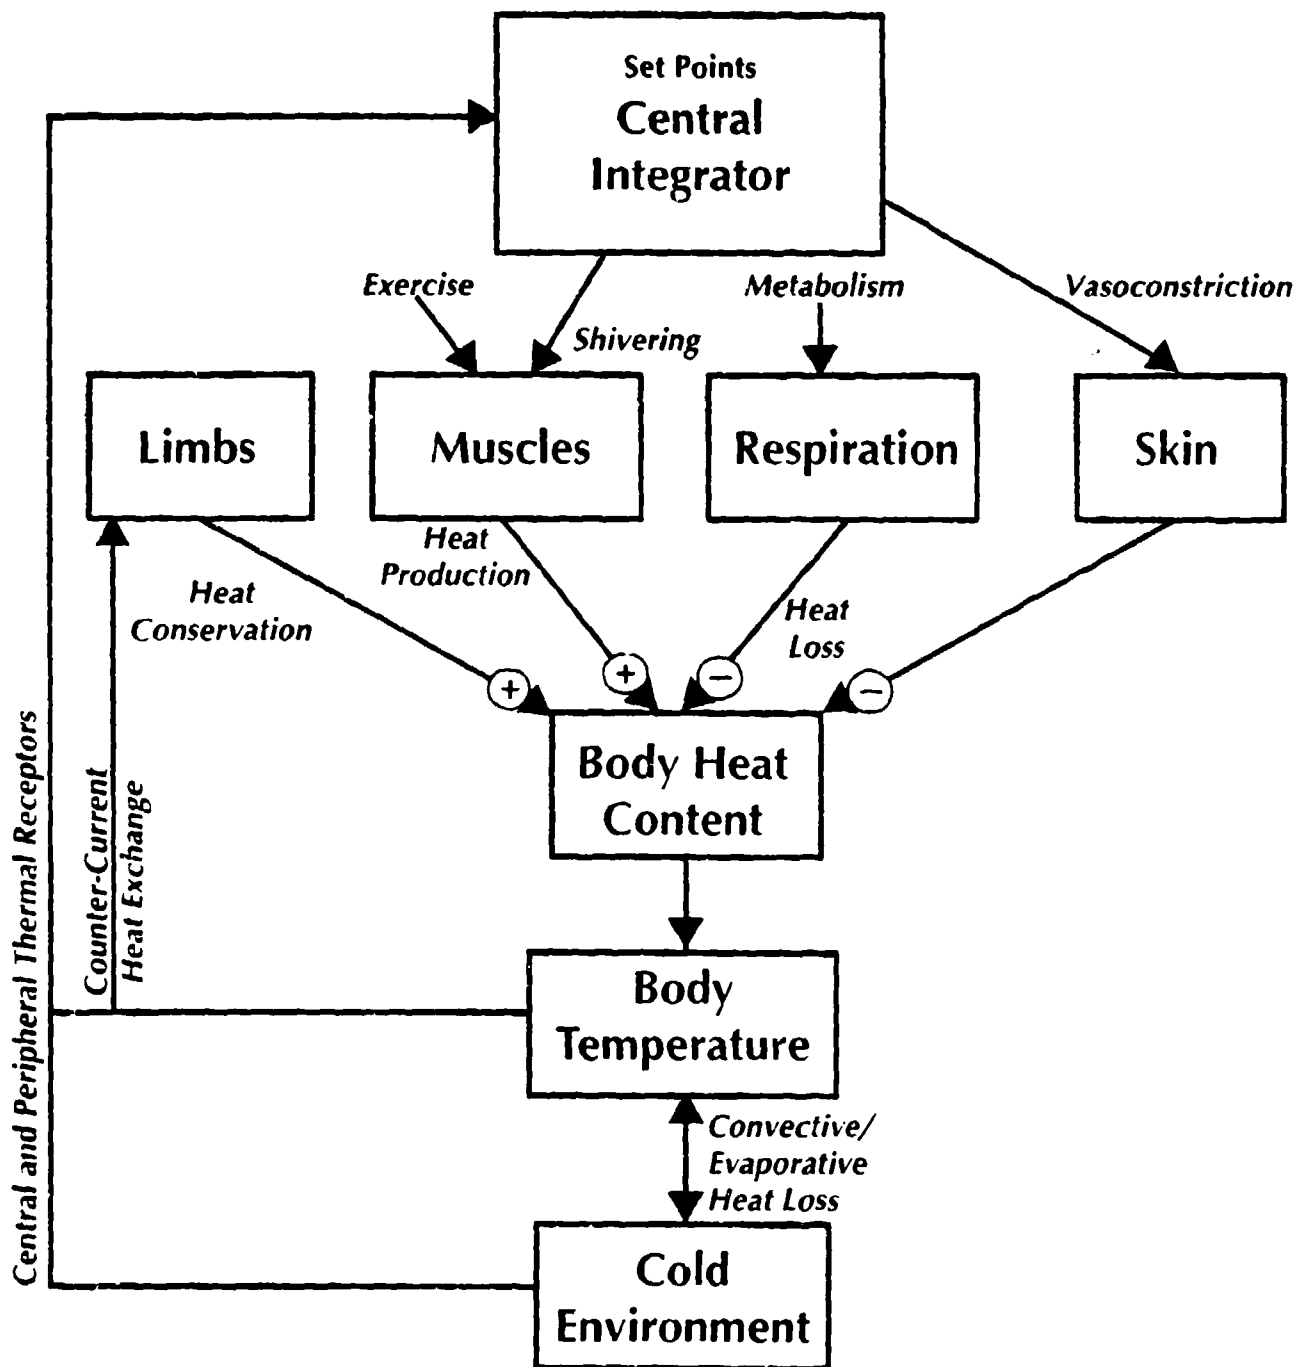 Set Points
Central
Integrator
Exercise
Metabolism
Vasoconstriction
Shivering
Limbs
Muscles
Respiration
Skin
Heat
Production
Heat
Conservation
Heat
Loss
+
+
−
−
Body Heat
Content
Counter-Current
Heat Exchange
Central and Peripheral Thermal Receptors
Body
Temperature
Convective/
Evaporative
Heat Loss
Cold
Environment